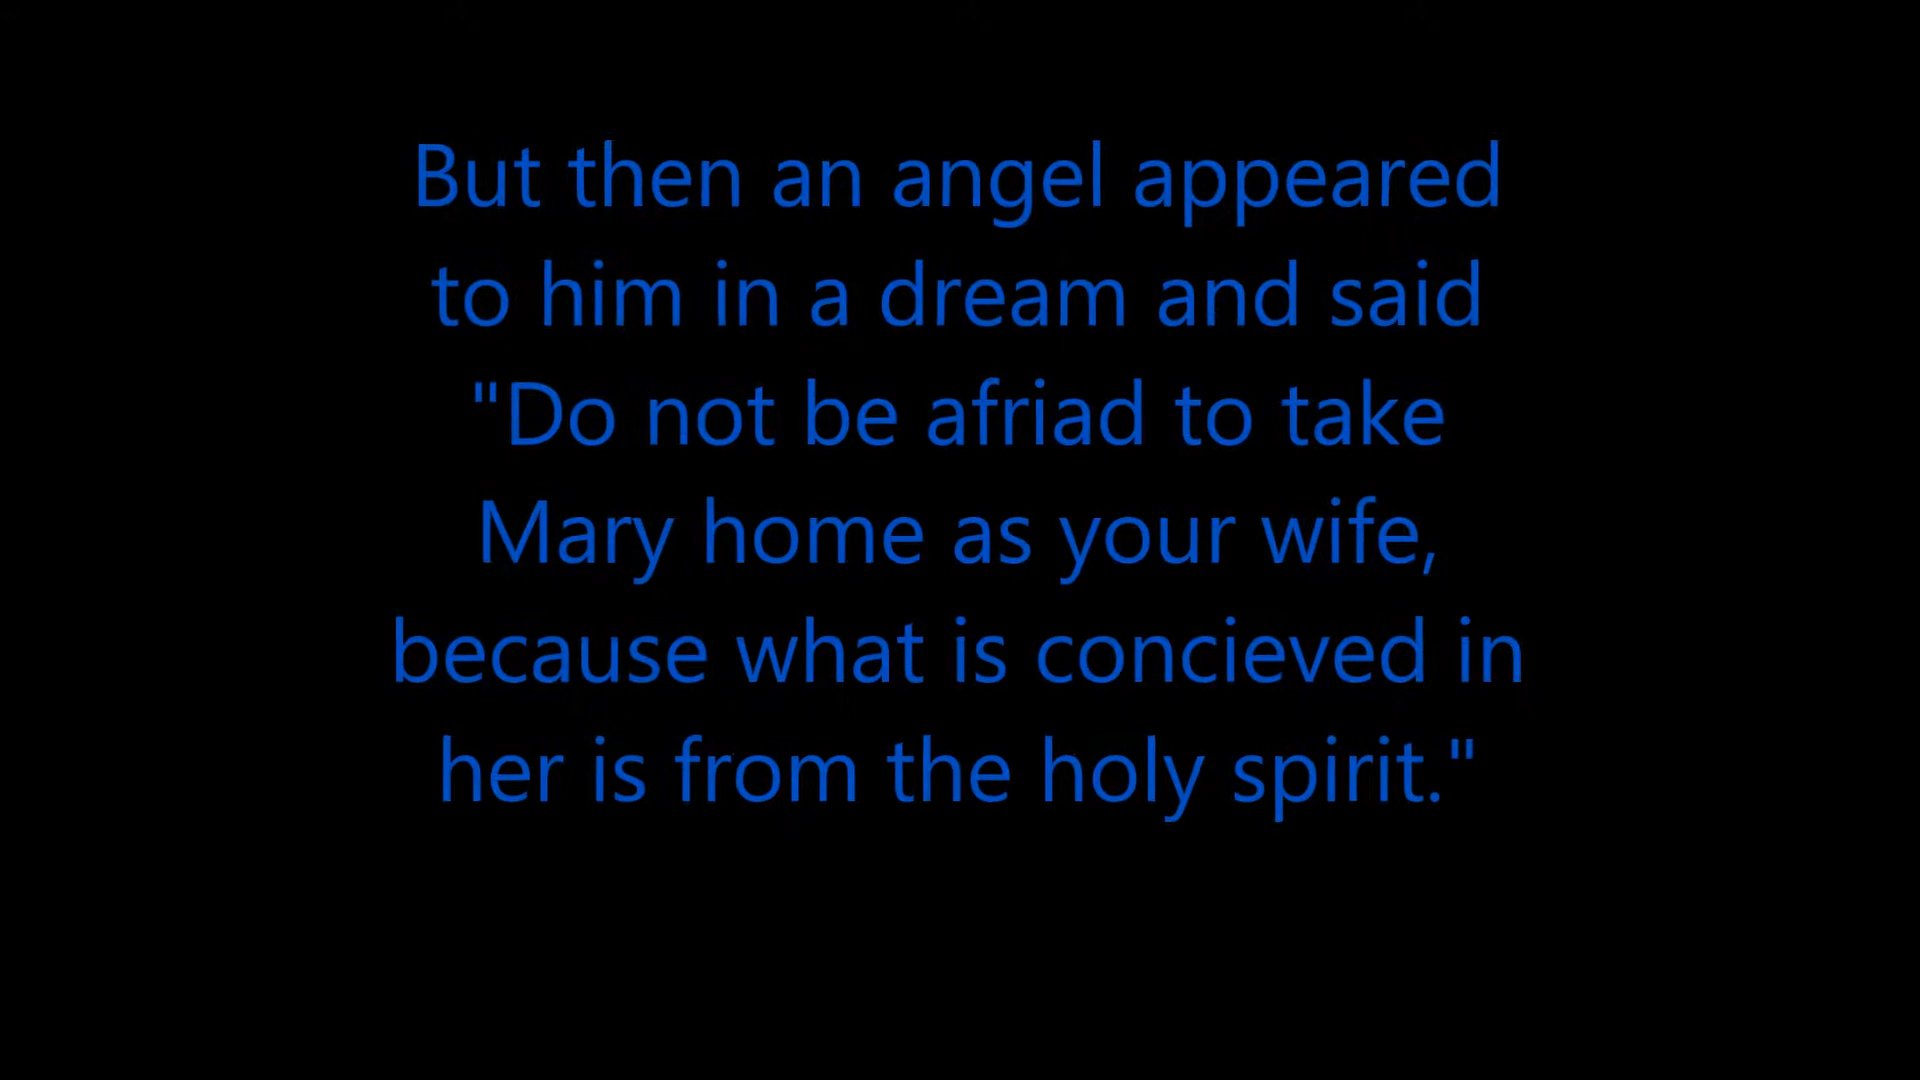 But then an angel appeared
to him in a dream and said
"Do not be afriad to take
Mary home as your wife,
because what is concieved in
her is from the holy spirit."